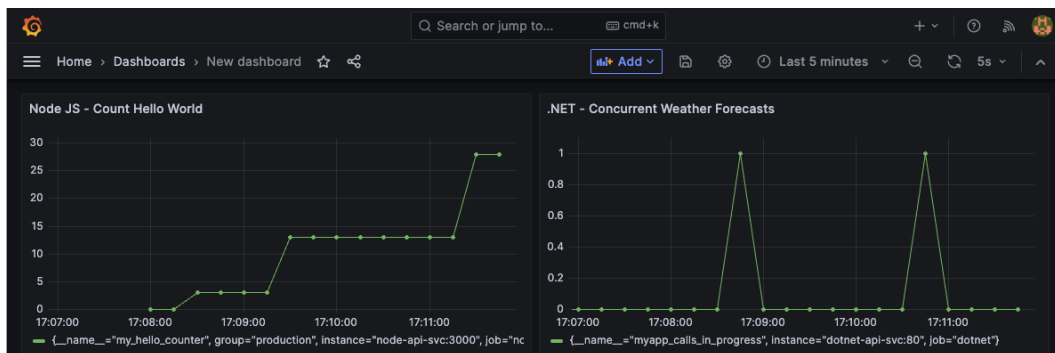 Search or jump to... cmd+k
Home › Dashboards › New dashboard Add Last 5 minutes 5s
Node JS - Count Hello World
30
25
20
15
10
5
0
17:07:00 17:08:00 17:09:00 17:10:00 17:11:00
{__name__="my_hello_counter", group="production", instance="node-api-svc:3000", job="nc
.NET - Concurrent Weather Forecasts
1
0.8
0.6
0.4
0.2
0
17:07:00 17:08:00 17:09:00 17:10:00 17:11:00
{__name__="myapp_calls_in_progress", instance="dotnet-api-svc:80", job="dotnet"}